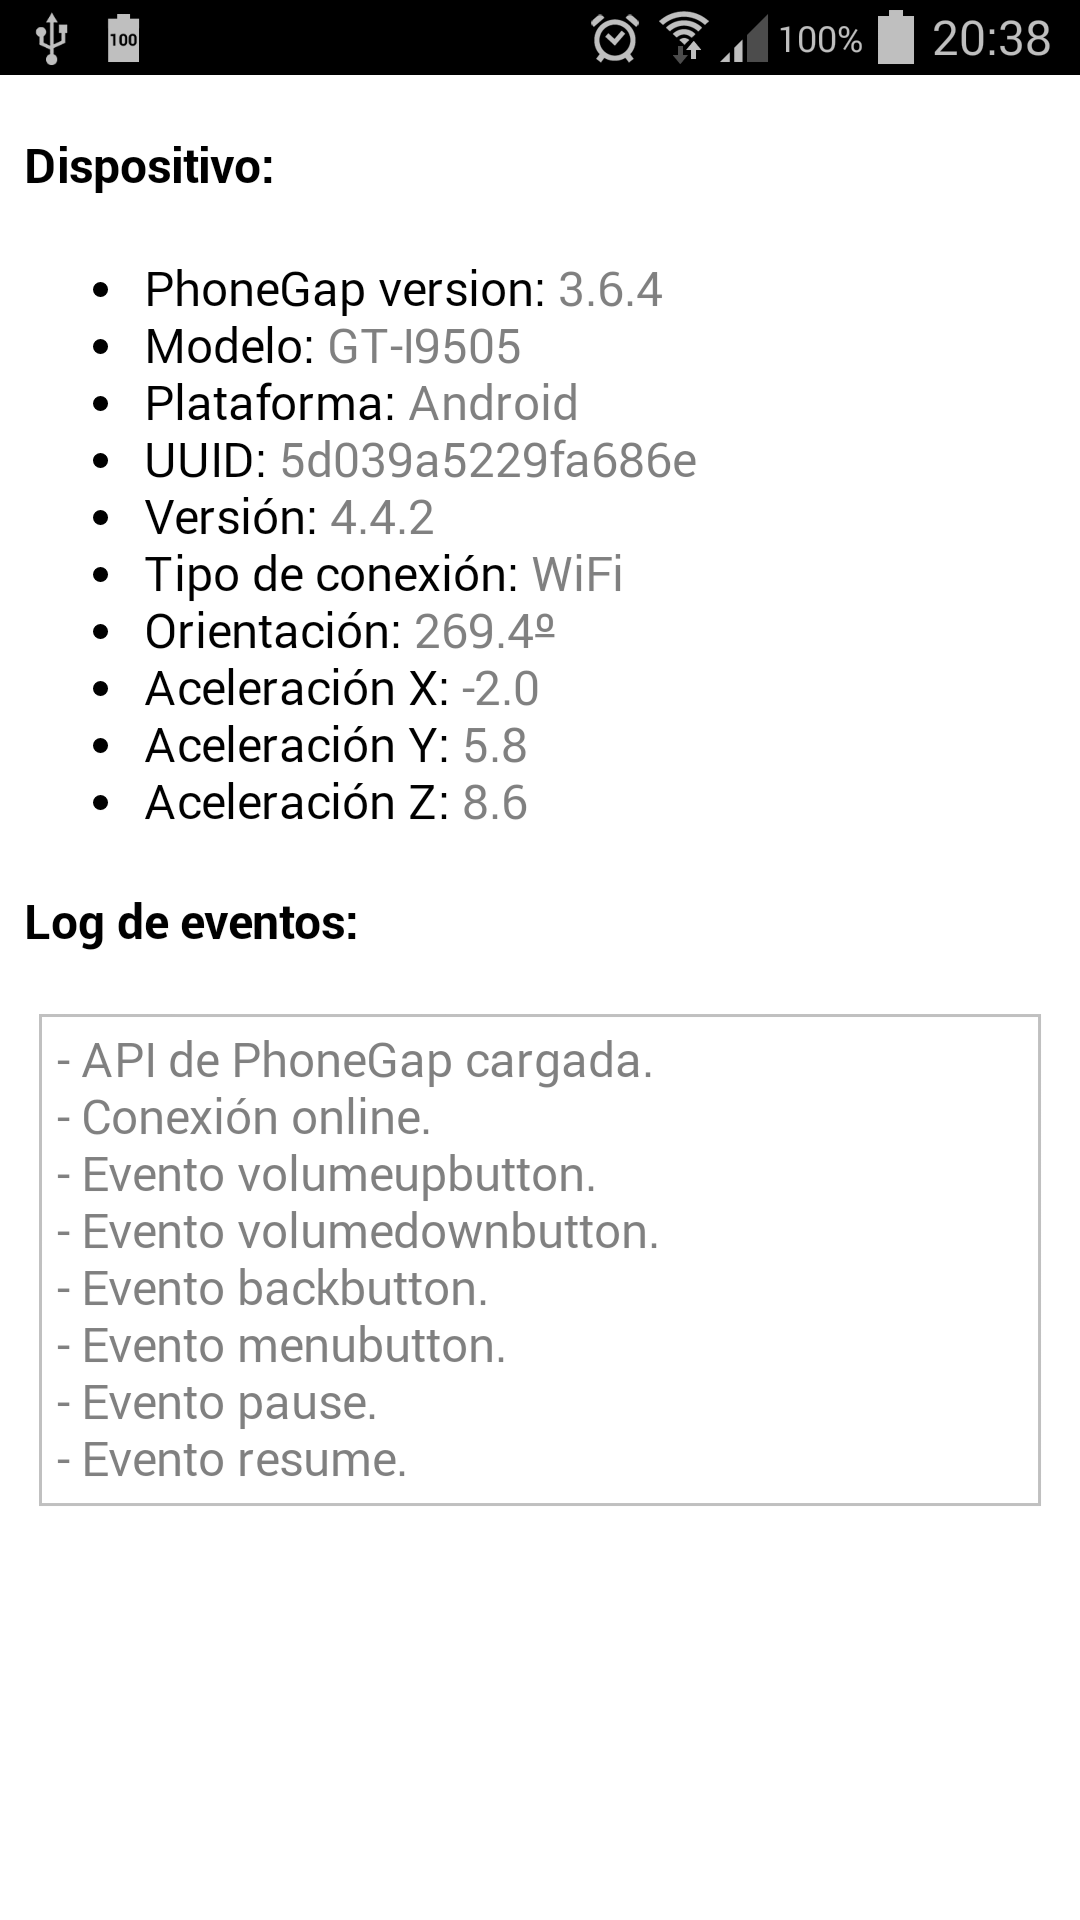 100 100% 20:38
Dispositivo:
• PhoneGap version: 3.6.4
• Modelo: GT-I9505
• Plataforma: Android
• UUID: 5d039a5229fa686e
• Versión: 4.4.2
• Tipo de conexión: WiFi
• Orientación: 269.4º
• Aceleración X: -2.0
• Aceleración Y: 5.8
• Aceleración Z: 8.6
Log de eventos:
- API de PhoneGap cargada.
- Conexión online.
- Evento volumeupbutton.
- Evento volumedownbutton.
- Evento backbutton.
- Evento menubutton.
- Evento pause.
- Evento resume.